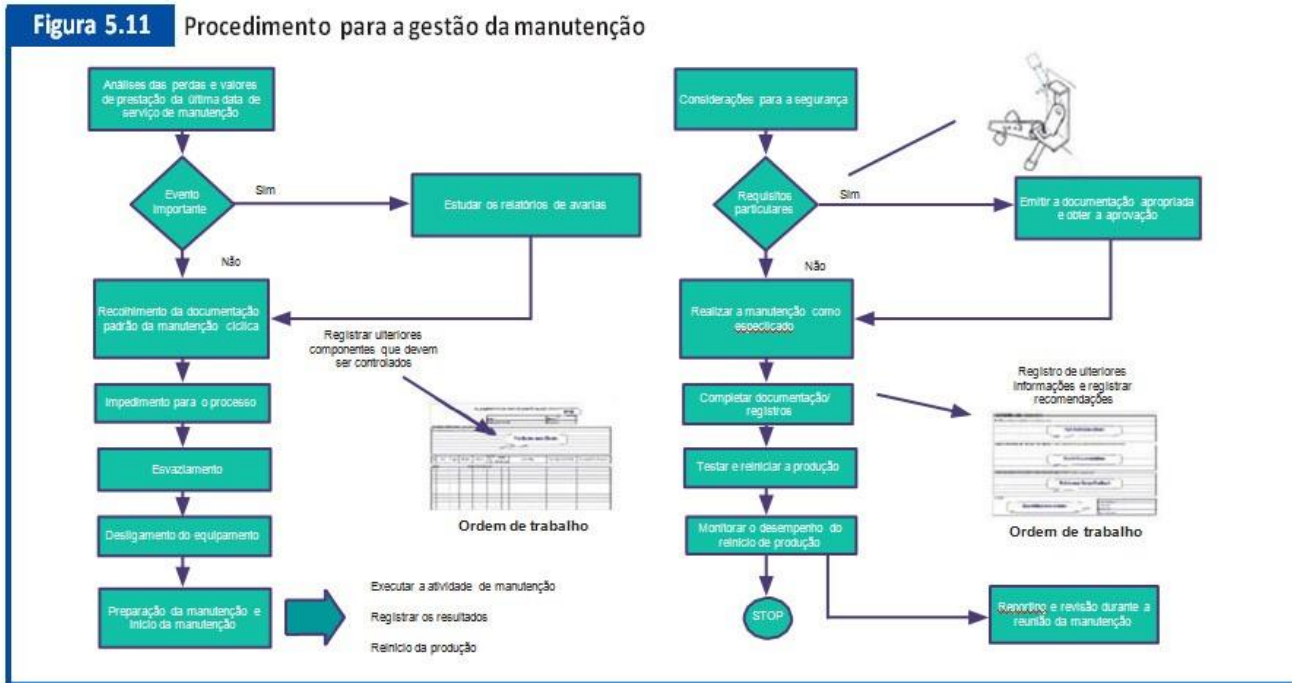 Figura 5.11
Procedimento para a gestão da manutenção
Análises das perdas e valores
de prestação da última data de
serviço de manutenção
Evento
Importante
Sim
Estudar os relatórios de avarias
Não
Recolhimento da documentação
padrão da manutenção cíclica
Registrar ulteriores
componentes que devem
ser controlados
Impedimento para o processo
Esvaziamento
Desligamento do equipamento
Ordem de trabalho
Preparação da manutenção e
início da manutenção
Executar a atividade de manutenção
Registrar os resultados
Reinício da produção
Considerações para a segurança
Requisitos
particulares
Sim
Emitir a documentação apropriada
e obter a aprovação
Não
Realizar a manutenção como
especificado
Registro de ulteriores
informações e registrar
recomendações
Completar documentação/
registros
Testar e reiniciar a produção
Monitorar o desempenho do
reinício de produção
Ordem de trabalho
STOP
Reporting e revisão durante a
reunião da manutenção